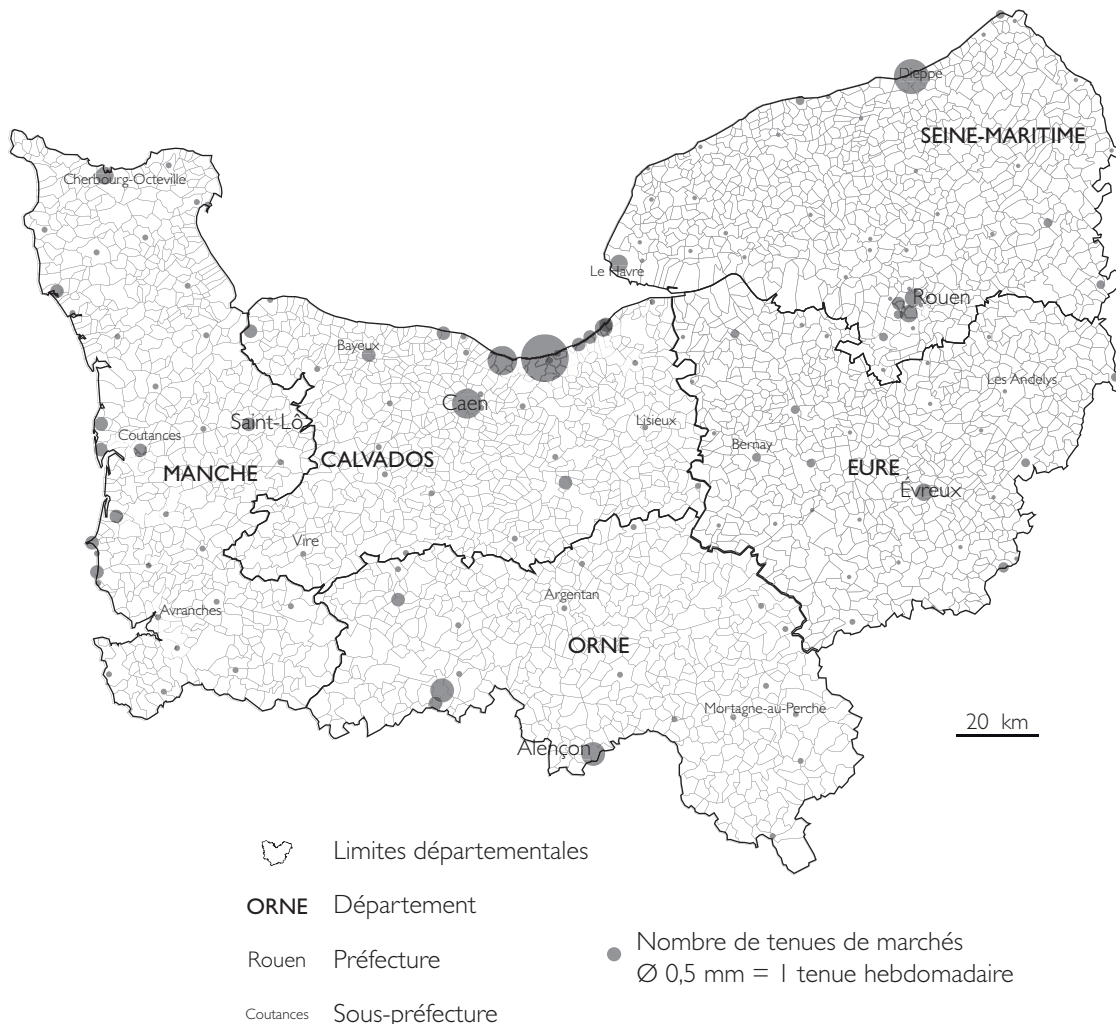 Dieppe
SEINE-MARITIME
Cherbourg-Octeville
Le Havre
Rouen
Bayeux
Les Andelys
Caen
Saint-Lô
Lisieux
Coutances
Bernay
MANCHE
CALVADOS
EURE
Évreux
Vire
Argentan
Avranches
ORNE
Mortagne-au-Perche
20 km
Alençon
Limites départementales
ORNE Département
Rouen Préfecture
Coutances Sous-préfecture
Nombre de tenues de marchés
Ø 0,5 mm = 1 tenue hebdomadaire